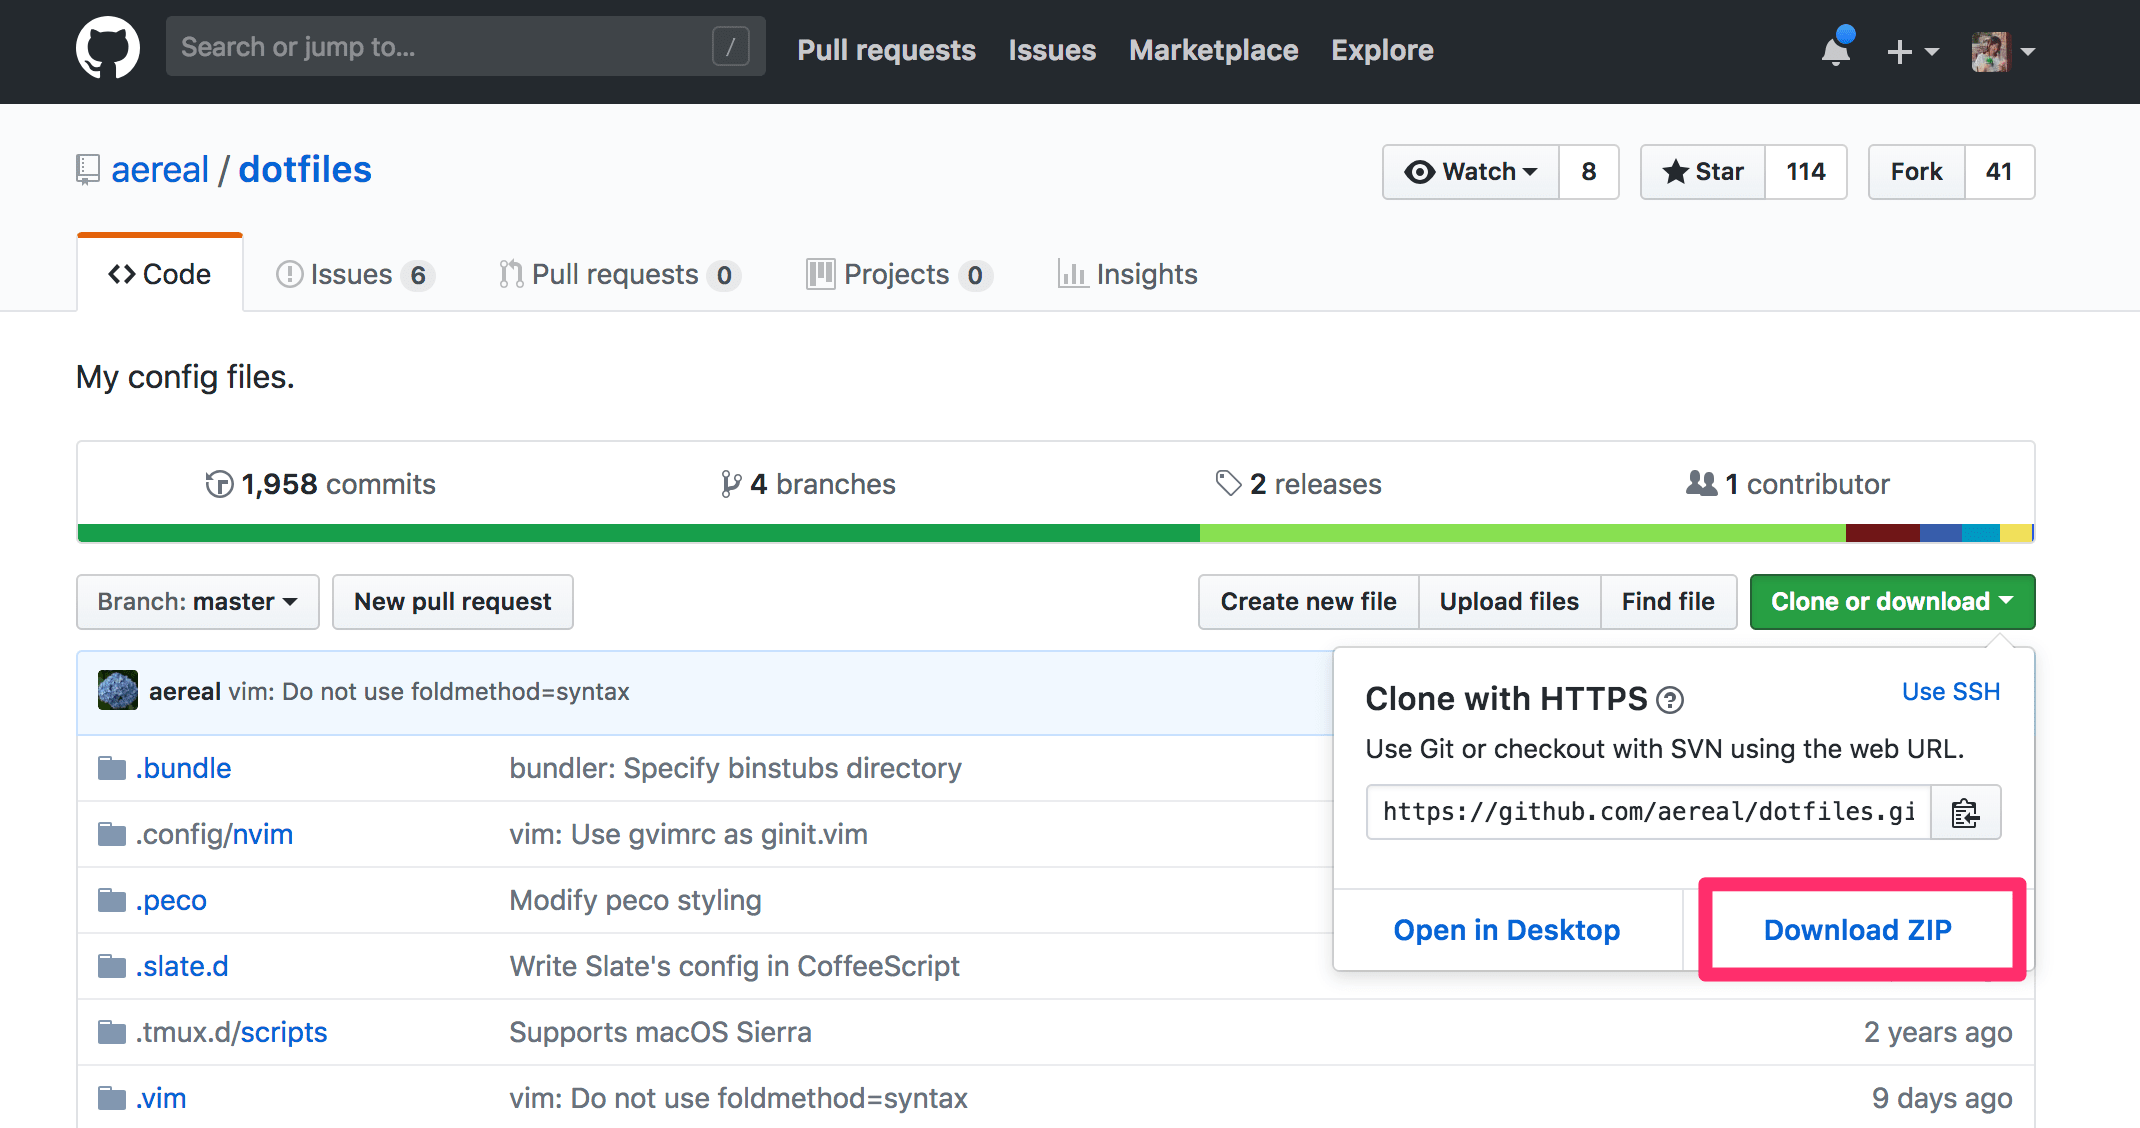 Search or jump to... /
Pull requests Issues Marketplace Explore
aereal / dotfiles
Watch 8 Star 114 Fork 41
Code Issues 6 Pull requests 0 Projects 0 Insights
My config files.
1,958 commits 4 branches 2 releases 1 contributor
Branch: master New pull request Create new file Upload files Find file Clone or download
aereal vim: Do not use foldmethod=syntax
Clone with HTTPS ? Use SSH
Use Git or checkout with SVN using the web URL.
https://github.com/aereal/dotfiles.gi
Open in Desktop Download ZIP
.bundle bundler: Specify binstubs directory
.config/nvim vim: Use gvimrc as ginit.vim
.peco Modify peco styling
.slate.d Write Slate's config in CoffeeScript
.tmux.d/scripts Supports macOS Sierra 2 years ago
.vim vim: Do not use foldmethod=syntax 9 days ago